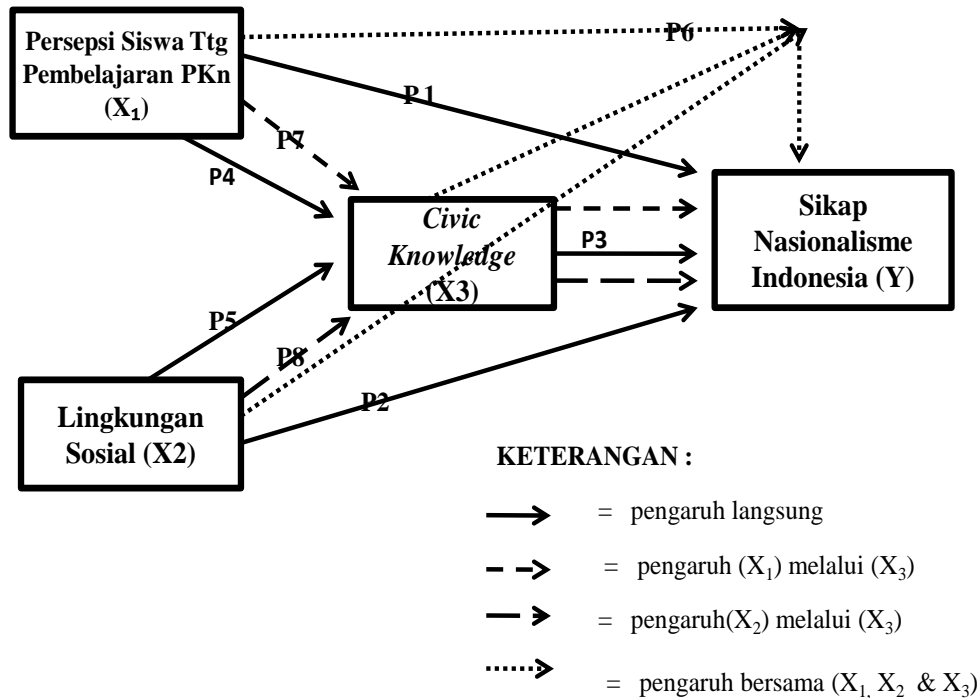 Persepsi Siswa Ttg
Pembelajaran PKn
(X₁)
P6
P1
P7
P4
Civic
Knowledge
(X3)
P3
Sikap
Nasionalisme
Indonesia (Y)
P5
P8
P2
Lingkungan
Sosial (X2)
KETERANGAN :
= pengaruh langsung
= pengaruh (X₁) melalui (X₃)
= pengaruh(X₂) melalui (X₃)
= pengaruh bersama (X₁, X₂ & X₃)